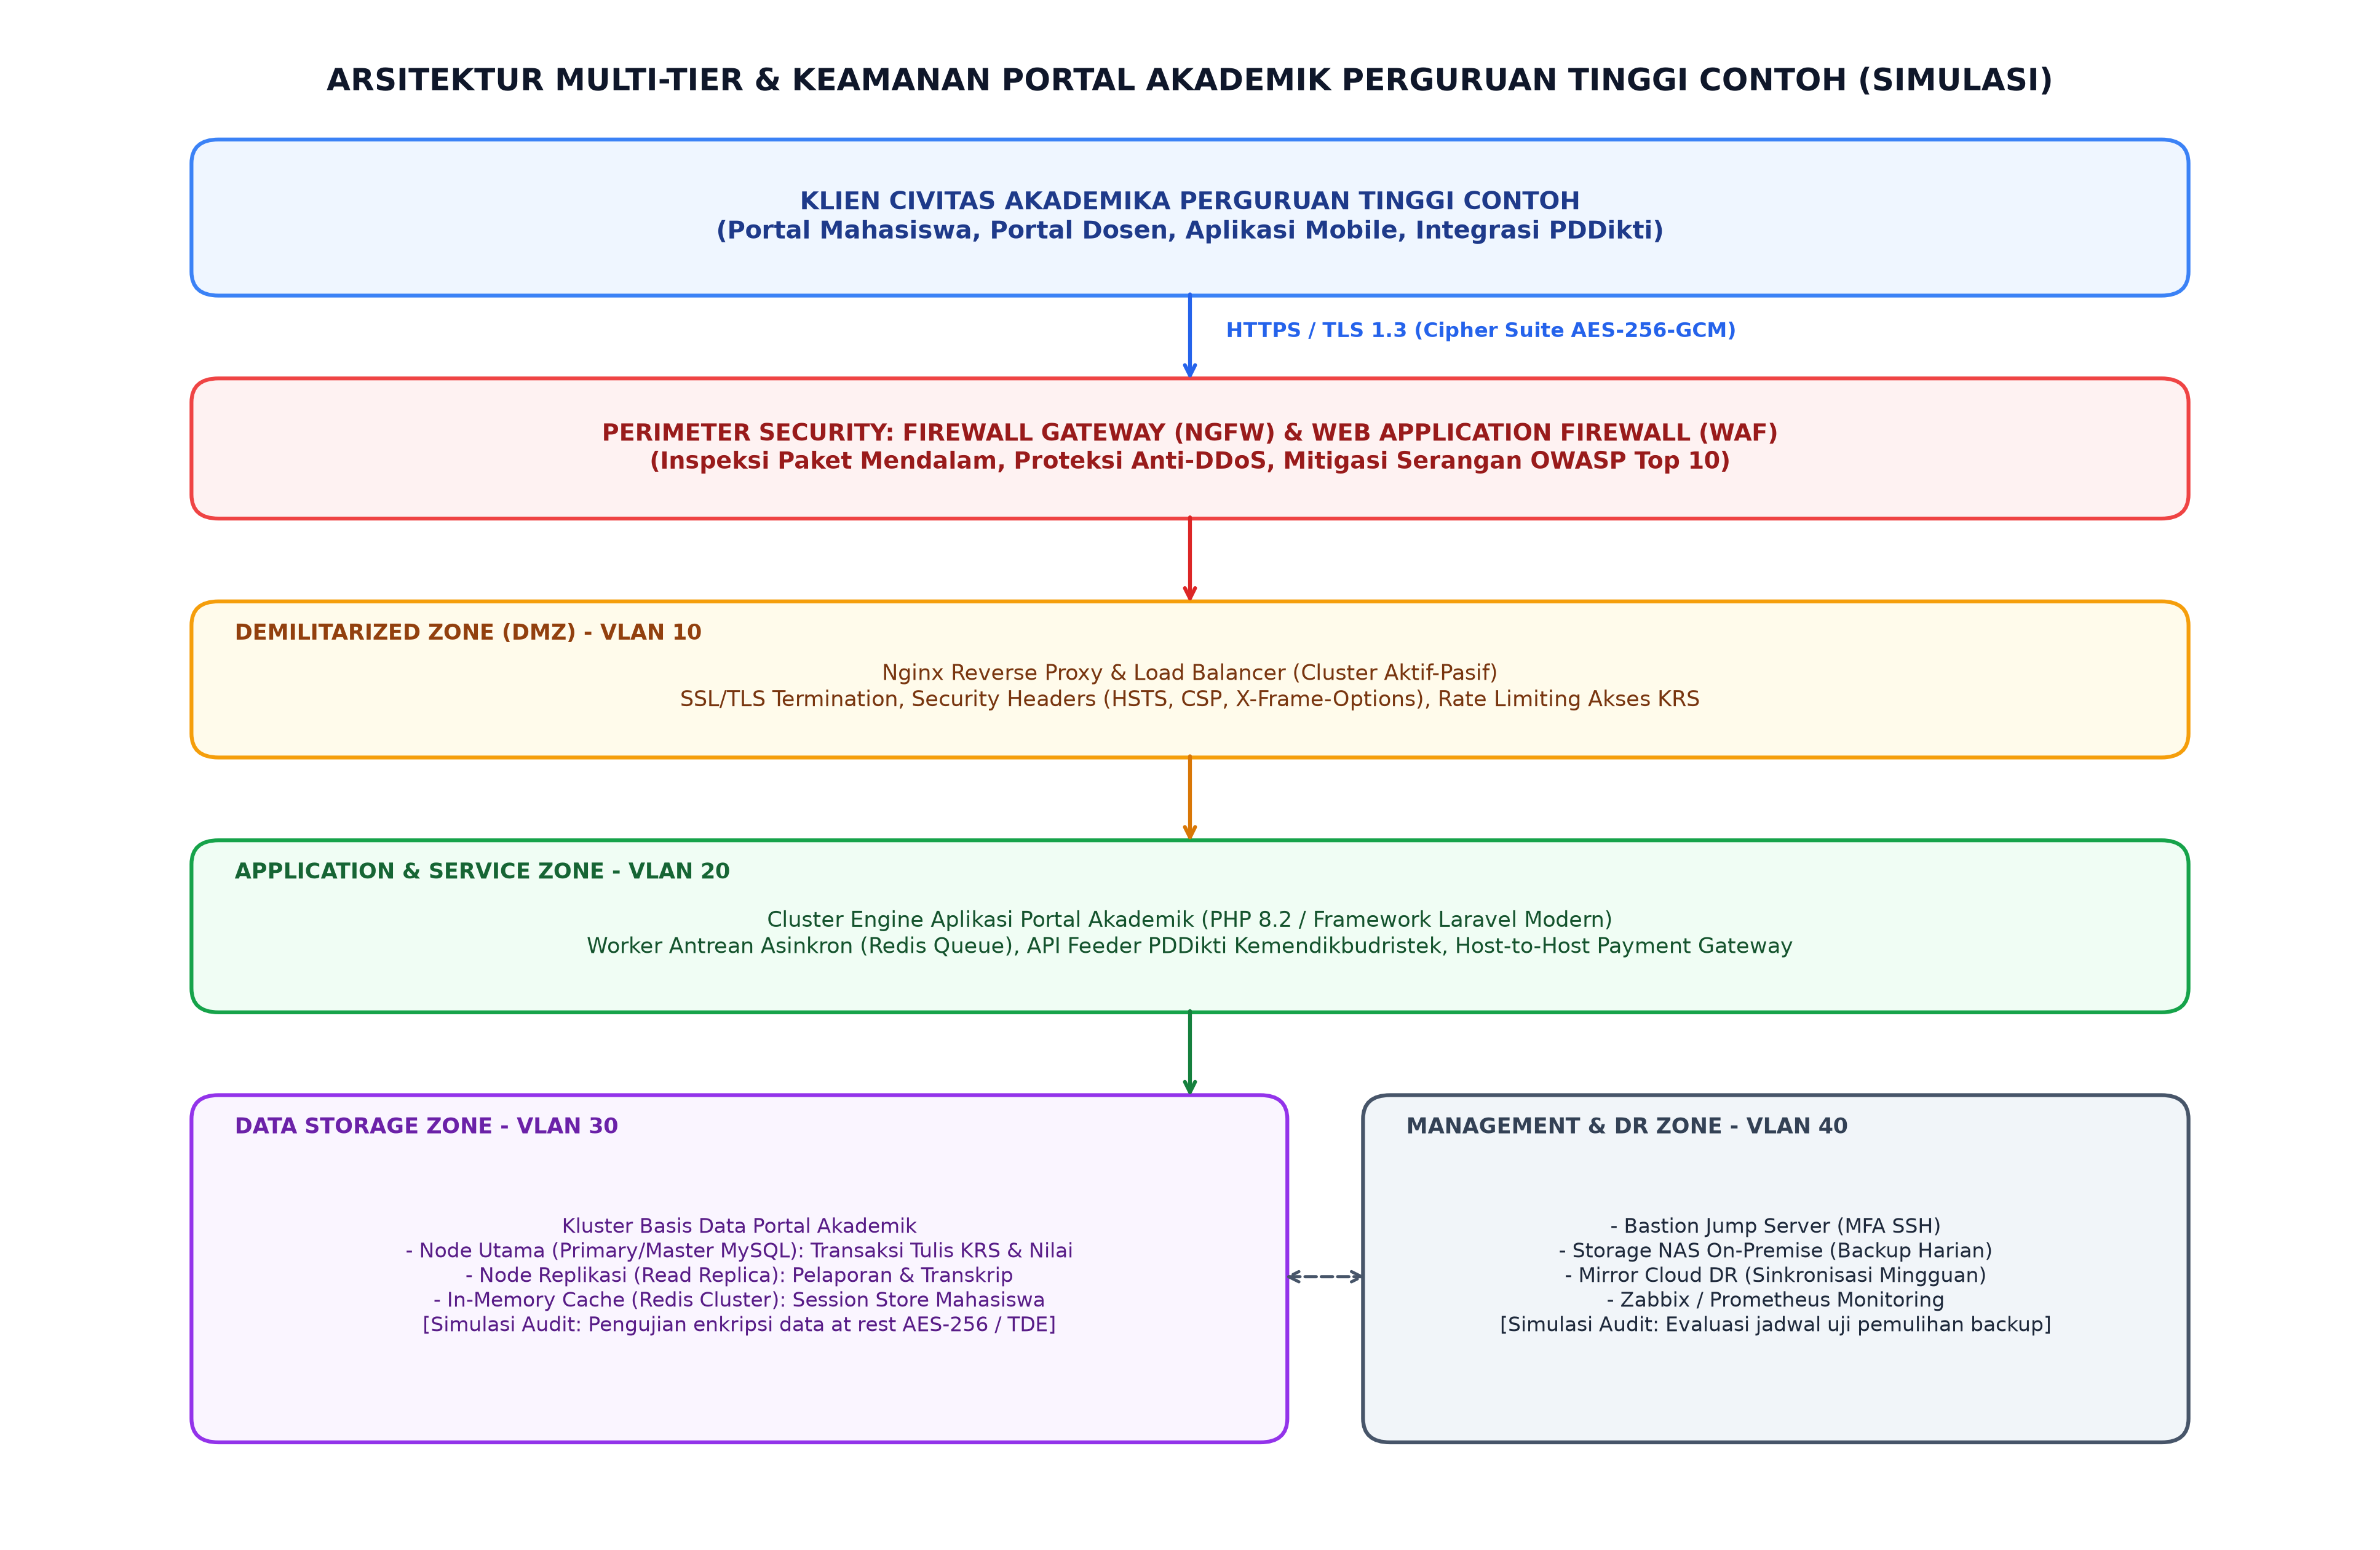 ARSITEKTUR MULTI-TIER & KEAMANAN PORTAL AKADEMIK PERGURUAN TINGGI CONTOH (SIMULASI)
KLIEN CIVITAS AKADEMIKA PERGURUAN TINGGI CONTOH
(Portal Mahasiswa, Portal Dosen, Aplikasi Mobile, Integrasi PDDikti)
HTTPS / TLS 1.3 (Cipher Suite AES-256-GCM)
PERIMETER SECURITY: FIREWALL GATEWAY (NGFW) & WEB APPLICATION FIREWALL (WAF)
(Inspeksi Paket Mendalam, Proteksi Anti-DDoS, Mitigasi Serangan OWASP Top 10)
DEMILITARIZED ZONE (DMZ) - VLAN 10
Nginx Reverse Proxy & Load Balancer (Cluster Aktif-Pasif)
SSL/TLS Termination, Security Headers (HSTS, CSP, X-Frame-Options), Rate Limiting Akses KRS
APPLICATION & SERVICE ZONE - VLAN 20
Cluster Engine Aplikasi Portal Akademik (PHP 8.2 / Framework Laravel Modern)
Worker Antrean Asinkron (Redis Queue), API Feeder PDDikti Kemendikbudristek, Host-to-Host Payment Gateway
DATA STORAGE ZONE - VLAN 30
Kluster Basis Data Portal Akademik
- Node Utama (Primary/Master MySQL): Transaksi Tulis KRS & Nilai
- Node Replikasi (Read Replica): Pelaporan & Transkrip
- In-Memory Cache (Redis Cluster): Session Store Mahasiswa
[Simulasi Audit: Pengujian enkripsi data at rest AES-256 / TDE]
MANAGEMENT & DR ZONE - VLAN 40
- Bastion Jump Server (MFA SSH)
- Storage NAS On-Premise (Backup Harian)
- Mirror Cloud DR (Sinkronisasi Mingguan)
- Zabbix / Prometheus Monitoring
[Simulasi Audit: Evaluasi jadwal uji pemulihan backup]